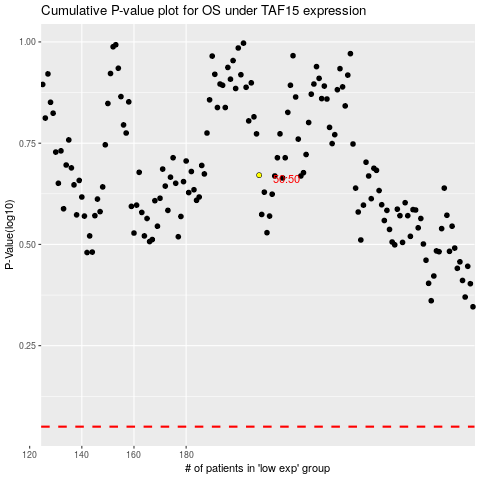 Cumulative P-value plot for OS under TAF15 expression
P-Value(log10)
1.00
0.75
0.50
0.25
120 140 160 180
# of patients in 'low exp' group